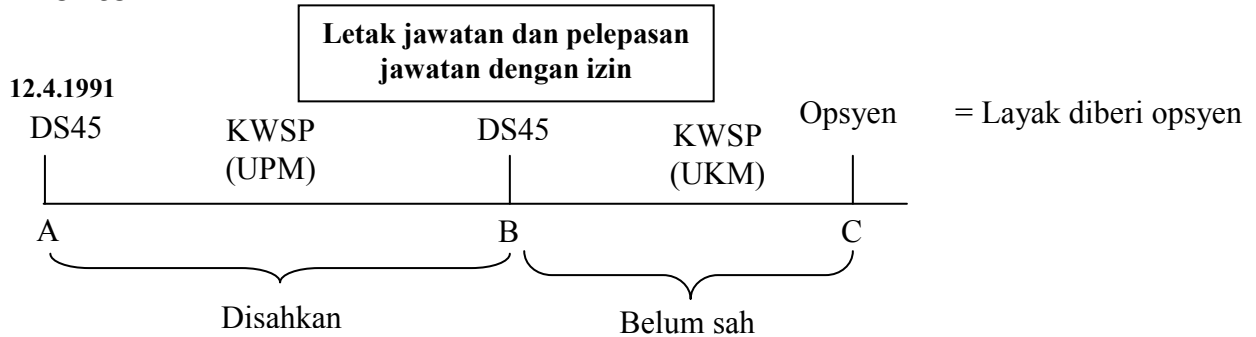 Letak jawatan dan pelepasan
jawatan dengan izin
12.4.1991
DS45
KWSP
(UPM)
DS45
KWSP
(UKM)
Opsyen
= Layak diberi opsyen
A
B
C
Disahkan
Belum sah